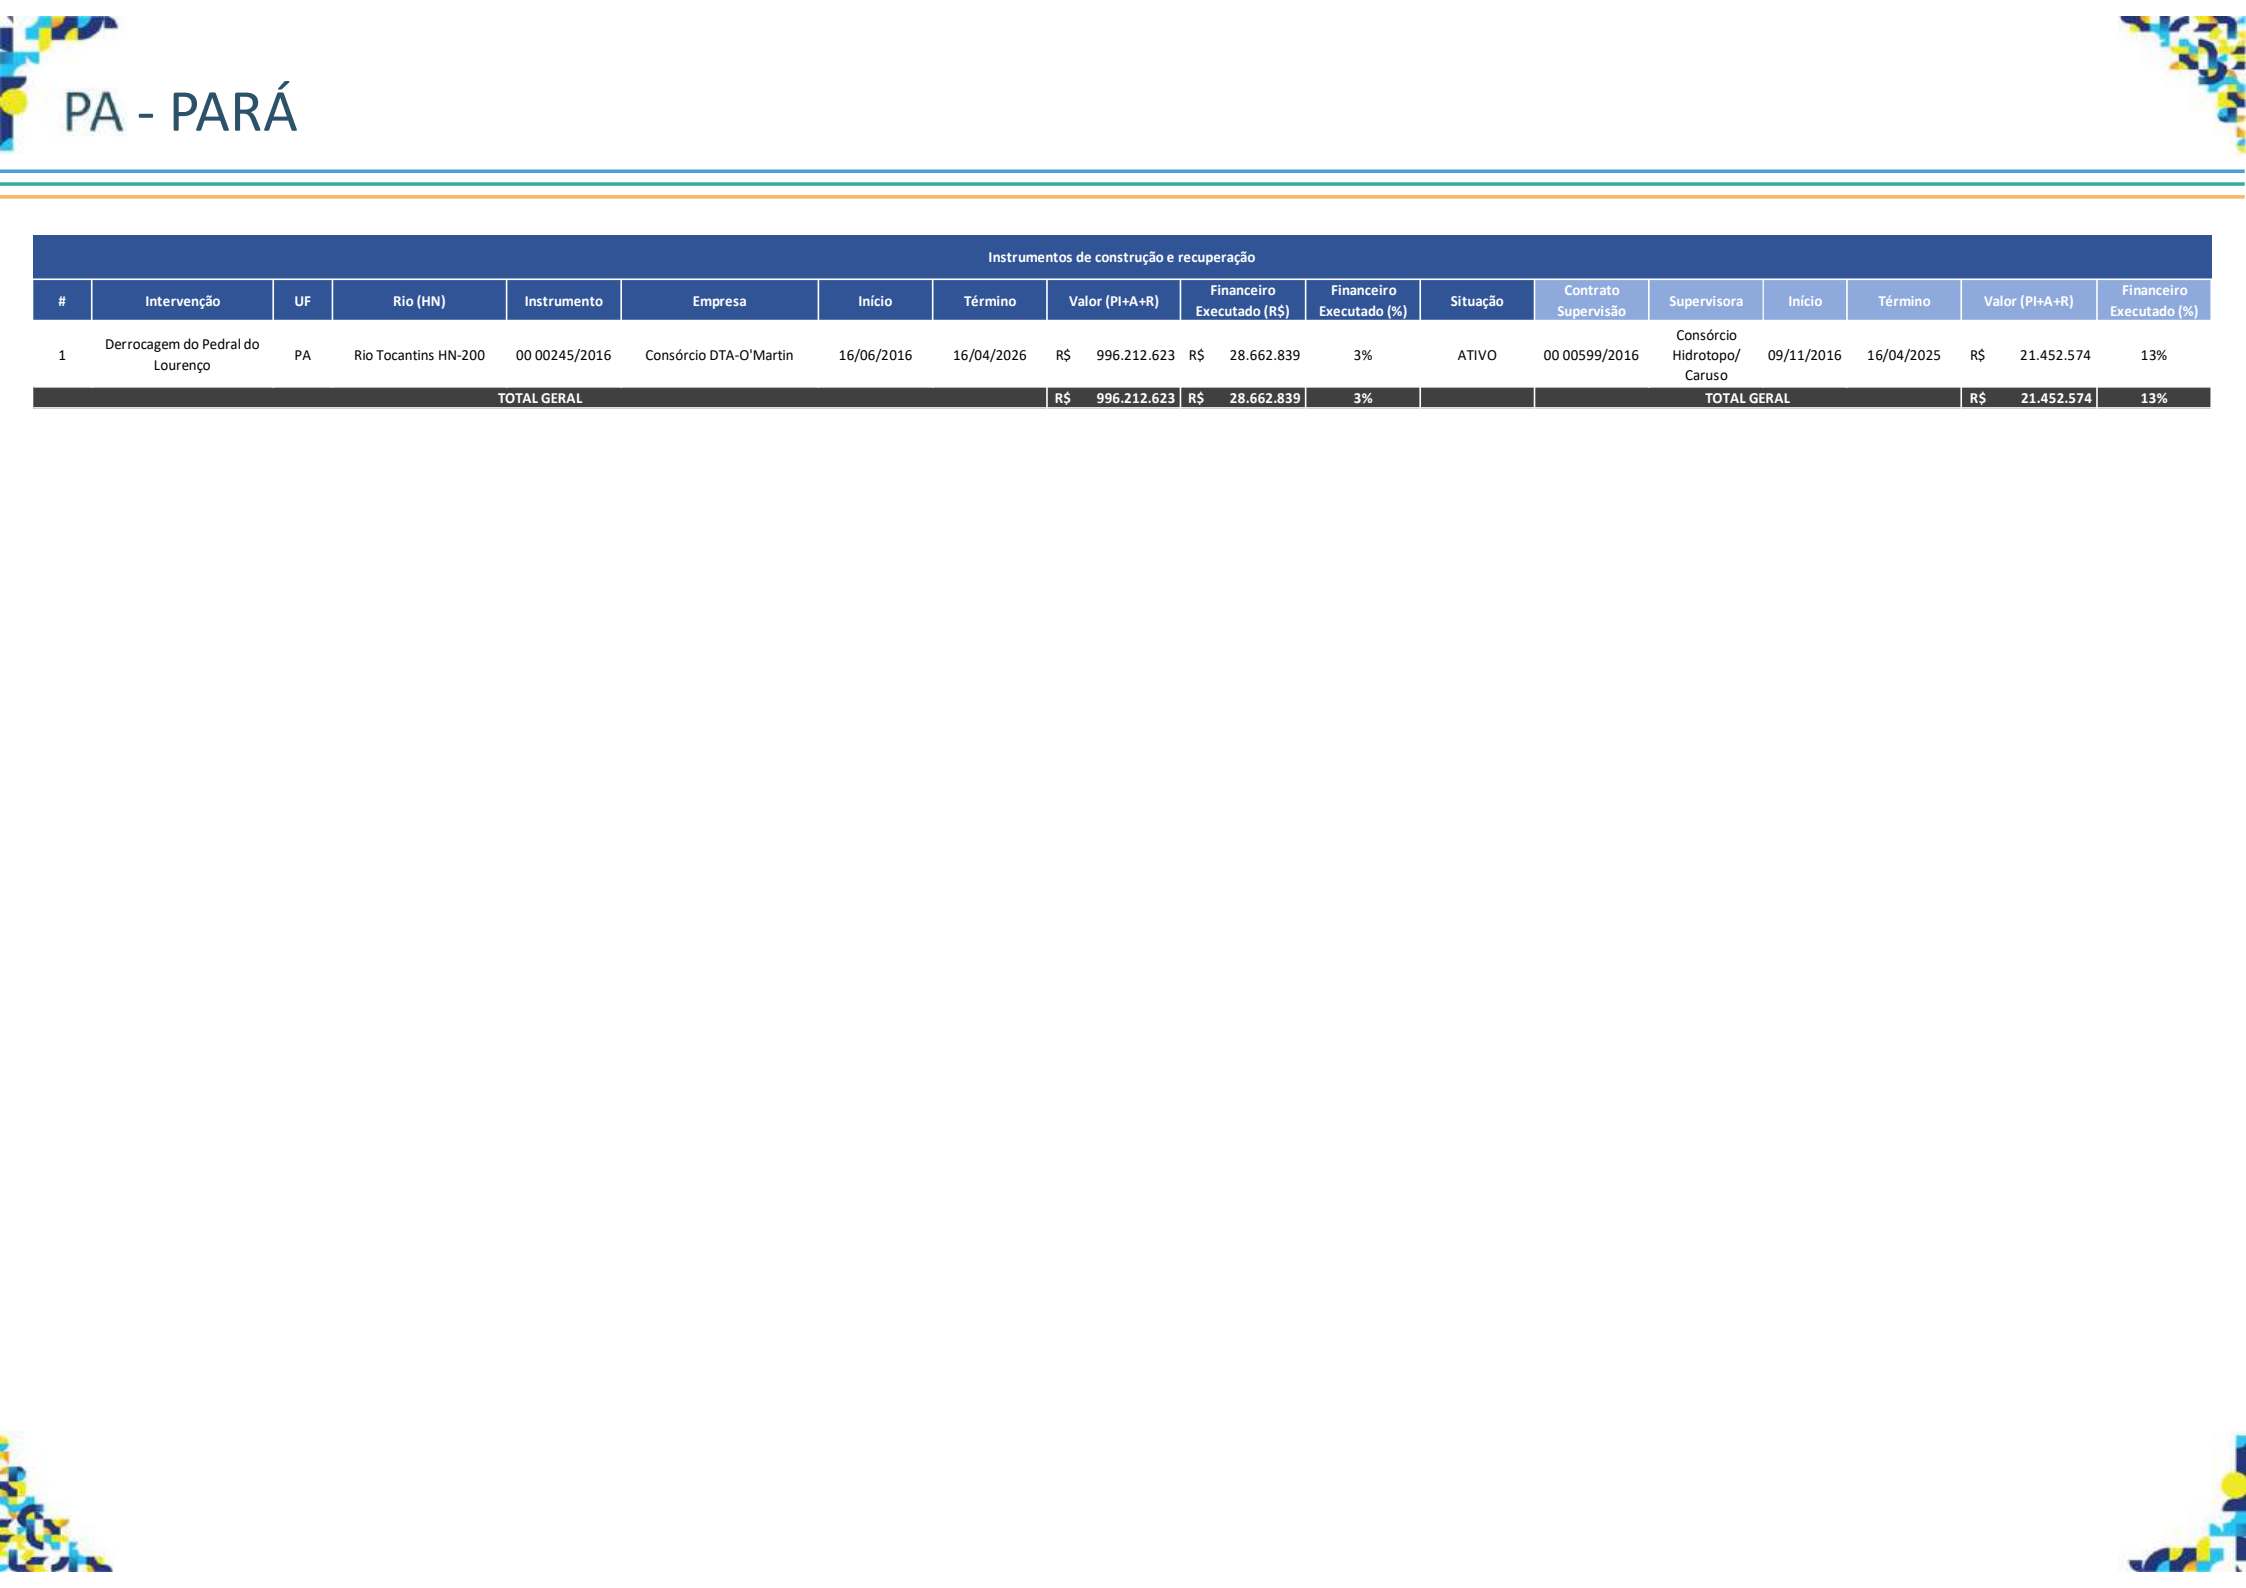 PA - PARÁ
Instrumentos de construção e recuperação
# Intervenção UF Rio (HN) Instrumento Empresa Início Término Valor (PI+A+R) Financeiro Executado (R$) Financeiro Executado (%) Situação Contrato Supervisão Supervisora Início Término Valor (PI+A+R) Financeiro Executado (%)
1 Derrocagem do Pedral do Lourenço PA Rio Tocantins HN-200 00 00245/2016 Consórcio DTA-O'Martin 16/06/2016 16/04/2026 R$ 996.212.623 R$ 28.662.839 3% ATIVO 00 00599/2016 Consórcio Hidrotopo/ Caruso 09/11/2016 16/04/2025 R$ 21.452.574 13%
TOTAL GERAL R$ 996.212.623 R$ 28.662.839 3% TOTAL GERAL R$ 21.452.574 13%